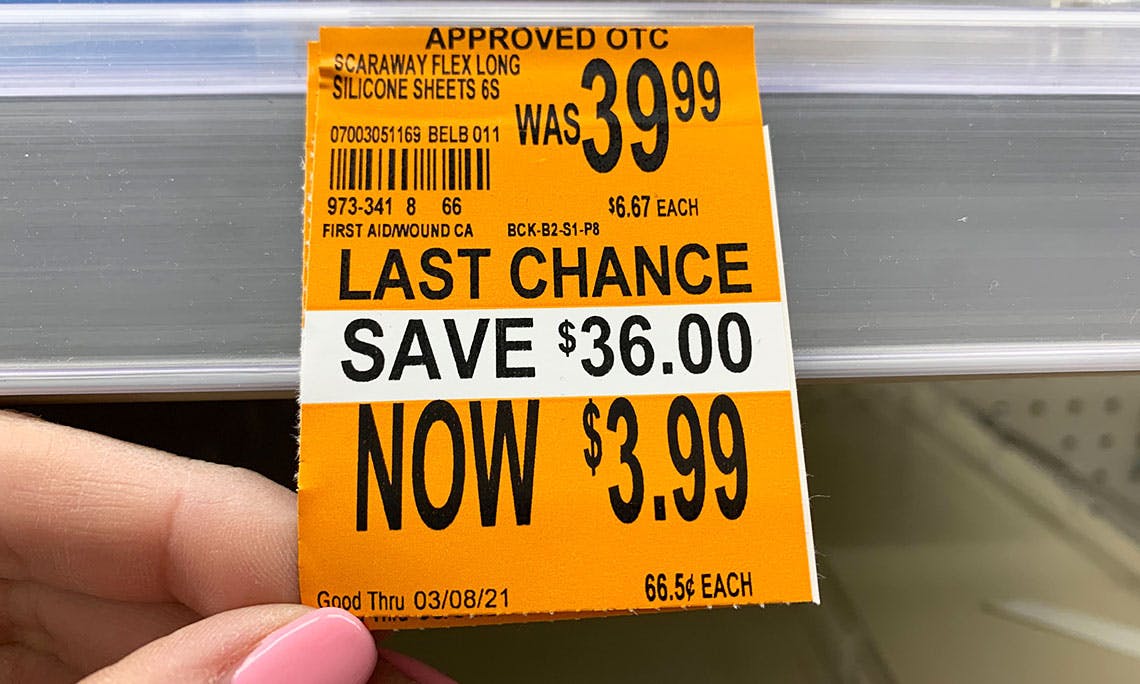 APPROVED OTC
SCARAWAY FLEX LONG
SILICONE SHEETS 6S
WAS 39 99
07003051169 BELB 011
973-341 8 66
$6.67 EACH
FIRST AID/WOUND CA BCK-B2-S1-P8
LAST CHANCE
SAVE $36.00
NOW $3.99
66.5¢ EACH
Good Thru 03/08/21